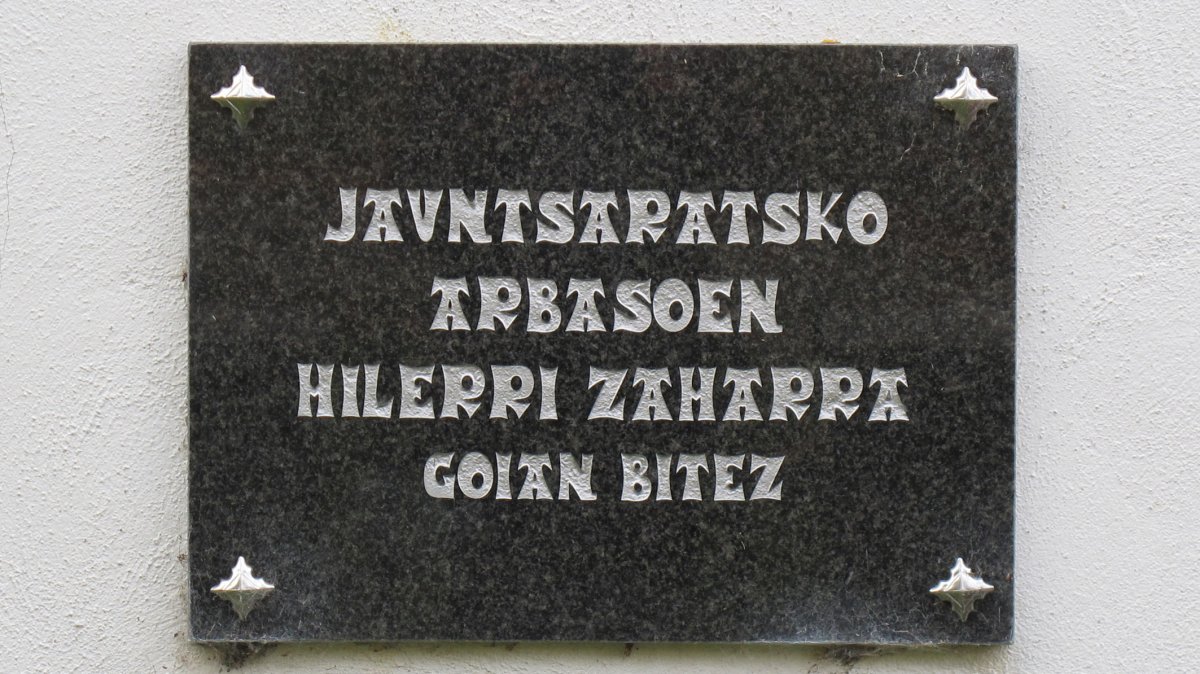 JAUNTSARATSKO
ARBASOEN
HILERRI ZAHARRA
GOIAN BITEZ